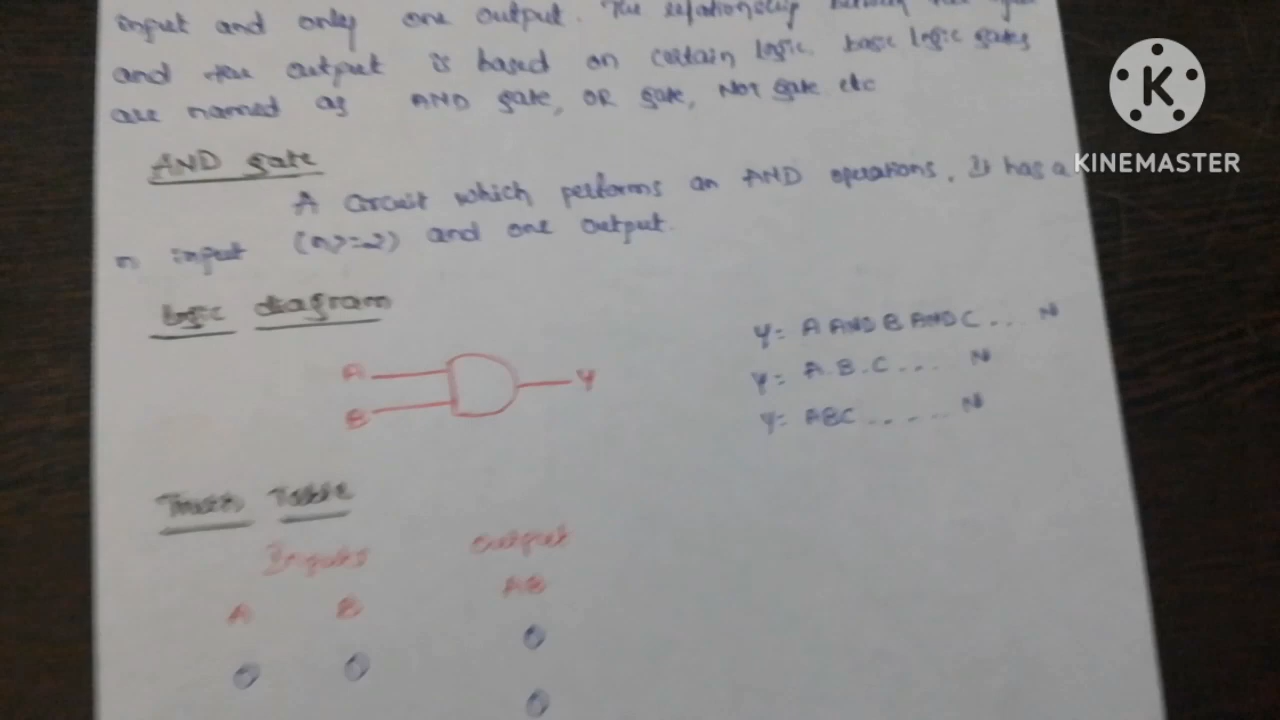 input and only one output. The relationship between the
and the output is based on certain logic. basic logic gates
are named as AND gate, OR gate, NOT gate etc
K
KINEMASTER
AND gate
A circuit which performs an AND operations. It has a
n input (n>=2) and one output.
Logic diagram
Y= A AND B AND C... N
A
Y
Y= A.B.C... N
B
Y= ABC..... N
Truth Table
Inputs output
A B AB
0 0 0
0